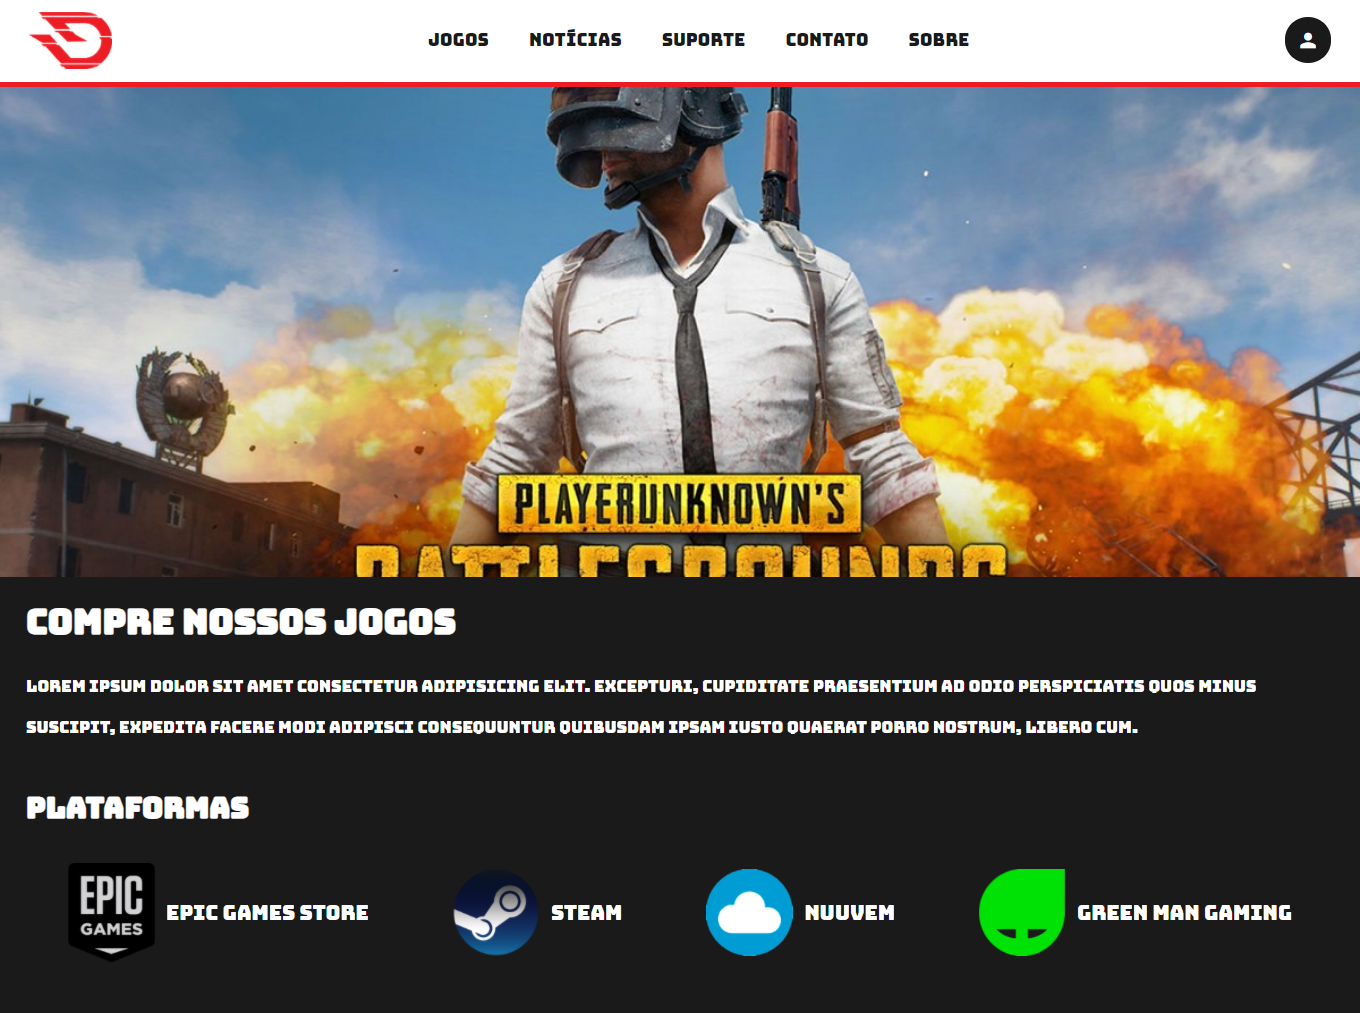 JOGOS NOTÍCIAS SUPORTE CONTATO SOBRE
PLAYERUNKNOWN'S
BATTLEGROUNDS
COMPRE NOSSOS JOGOS
LOREM IPSUM DOLOR SIT AMET CONSECTETUR ADIPISICING ELIT. EXCEPTURI, CUPIDITATE PRAESENTIUM AD ODIO PERSPICIATIS QUOS MINUS
SUSCIPIT, EXPEDITA FACERE MODI ADIPISCI CONSEQUUNTUR QUIBUSDAM IPSAM IUSTO QUAERAT PORRO NOSTRUM, LIBERO CUM.
PLATAFORMAS
EPIC
GAMES
EPIC GAMES STORE STEAM NUUVEM GREEN MAN GAMING